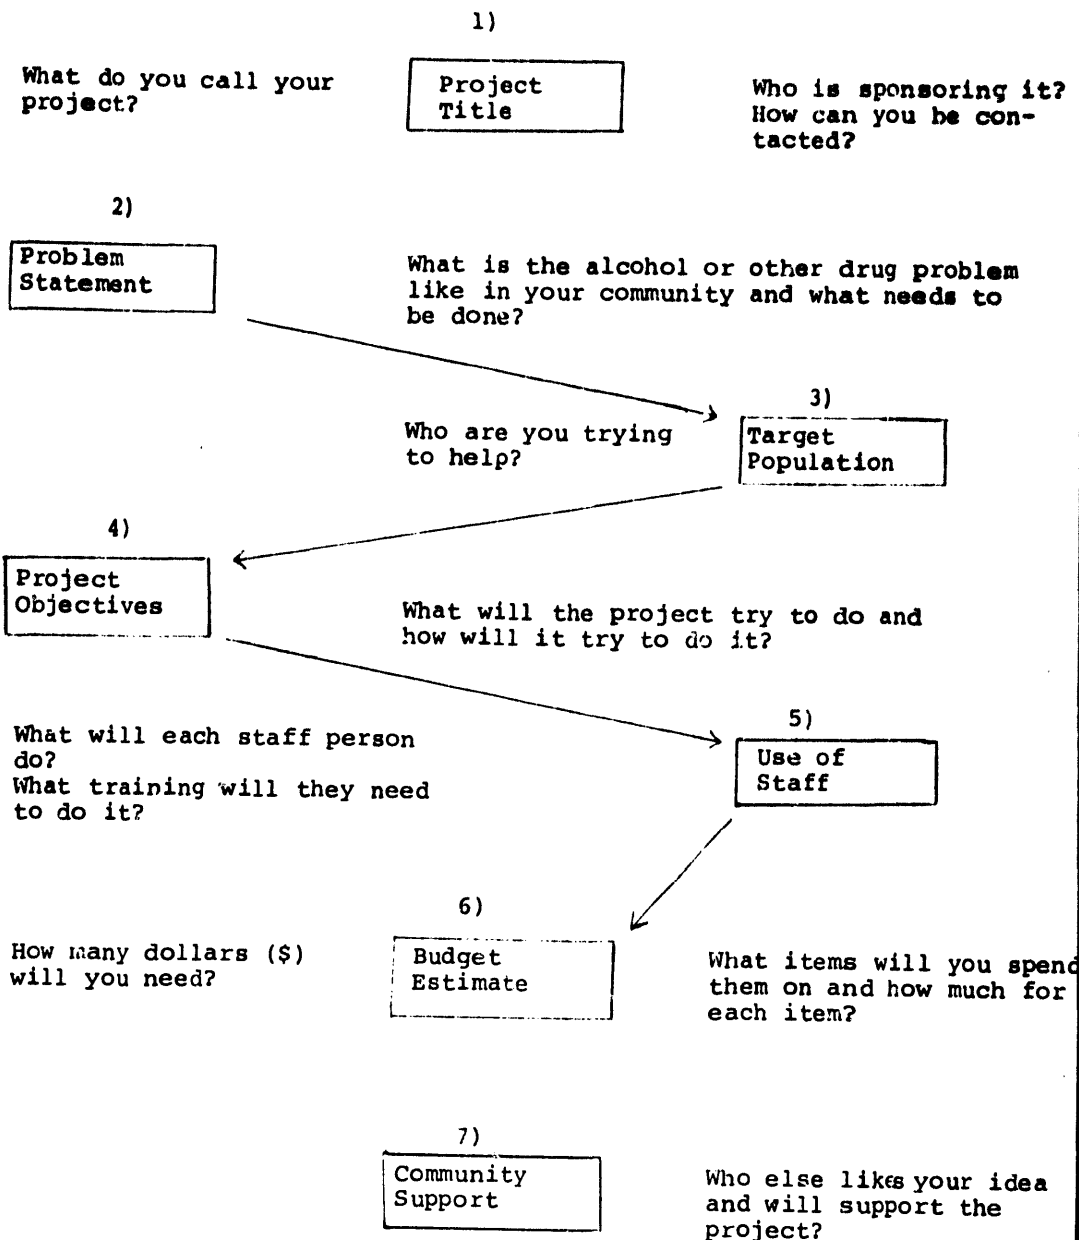 1)
What do you call your
project?
Project
Title
Who is sponsoring it?
How can you be con-
tacted?
2)
Problem
Statement
What is the alcohol or other drug problem
like in your community and what needs to
be done?
3)
Who are you trying
to help?
Target
Population
4)
Project
Objectives
What will the project try to do and
how will it try to do it?
5)
What will each staff person
do?
What training will they need
to do it?
Use of
Staff
6)
How many dollars ($)
will you need?
Budget
Estimate
What items will you spend
them on and how much for
each item?
7)
Community
Support
Who else likes your idea
and will support the
project?